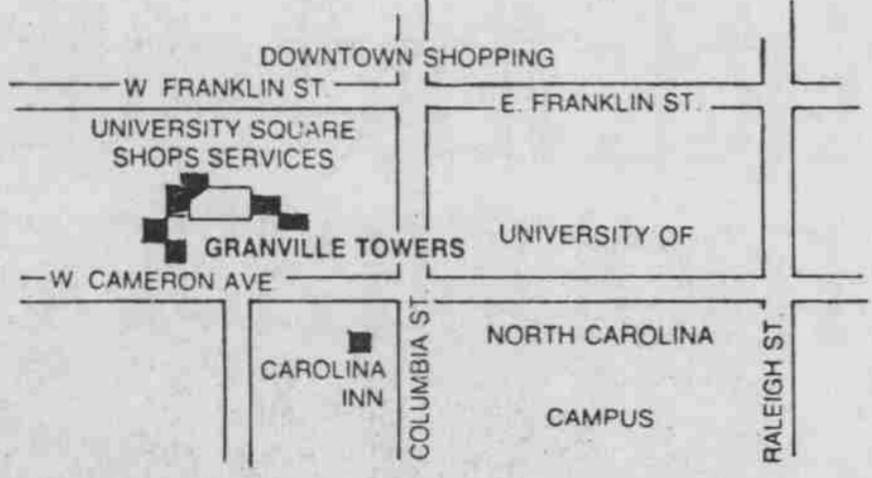 DOWNTOWN SHOPPING
W FRANKLIN ST.
E. FRANKLIN ST.
UNIVERSITY SQUARE
SHOPS SERVICES
GRANVILLE TOWERS
UNIVERSITY OF
W CAMERON AVE
NORTH CAROLINA
CAMPUS
CAROLINA
INN
COLUMBIA ST.
RALEIGH ST.